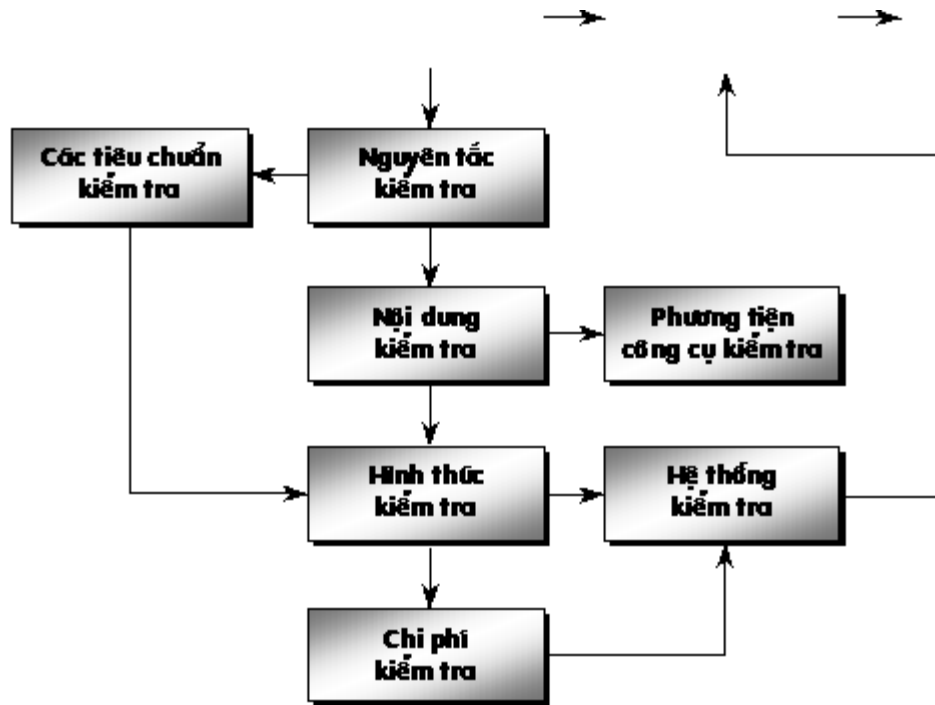 Các tiêu chuẩn
kiểm tra
Nguyên tắc
kiểm tra
Nội dung
kiểm tra
Phương tiện
công cụ kiểm tra
Hình thức
kiểm tra
Hệ thống
kiểm tra
Chi phí
kiểm tra